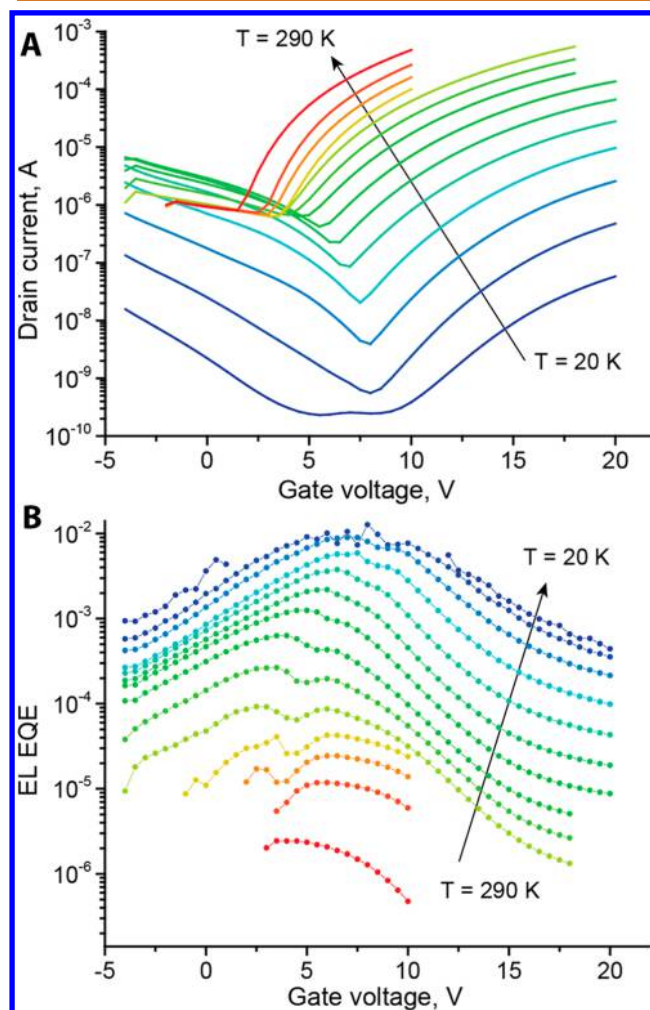 A
T = 290 K
T = 20 K
Drain current, A
10⁻³
10⁻⁴
10⁻⁵
10⁻⁶
10⁻⁷
10⁻⁸
10⁻⁹
10⁻¹⁰
-5 0 5 10 15 20
Gate voltage, V
B
T = 20 K
T = 290 K
EL EQE
10⁻²
10⁻³
10⁻⁴
10⁻⁵
10⁻⁶
-5 0 5 10 15 20
Gate voltage, V